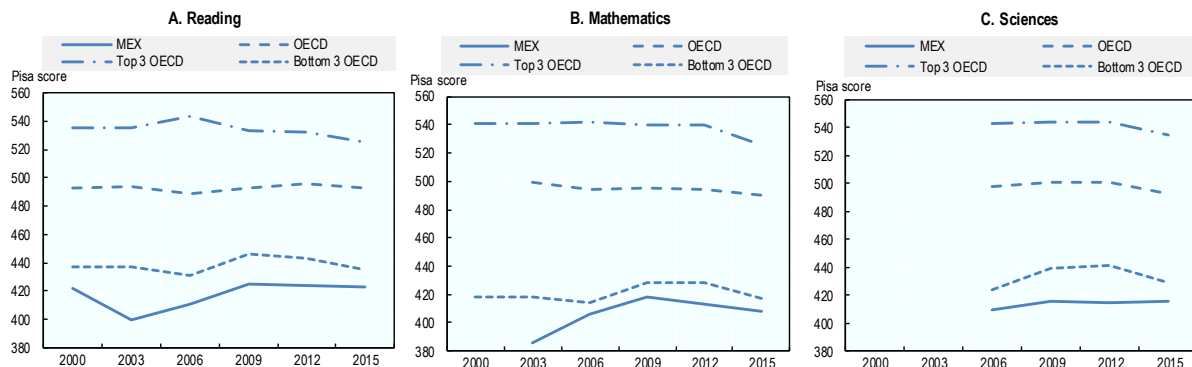 A. Reading
MEX
OECD
Top 3 OECD
Bottom 3 OECD
Pisa score
560
540
520
500
480
460
440
420
400
380
2000 2003 2006 2009 2012 2015
B. Mathematics
MEX
OECD
Top 3 OECD
Bottom 3 OECD
Pisa score
560
540
520
500
480
460
440
420
400
380
2000 2003 2006 2009 2012 2015
C. Sciences
MEX
OECD
Top 3 OECD
Bottom 3 OECD
Pisa score
560
540
520
500
480
460
440
420
400
380
2000 2003 2006 2009 2012 2015